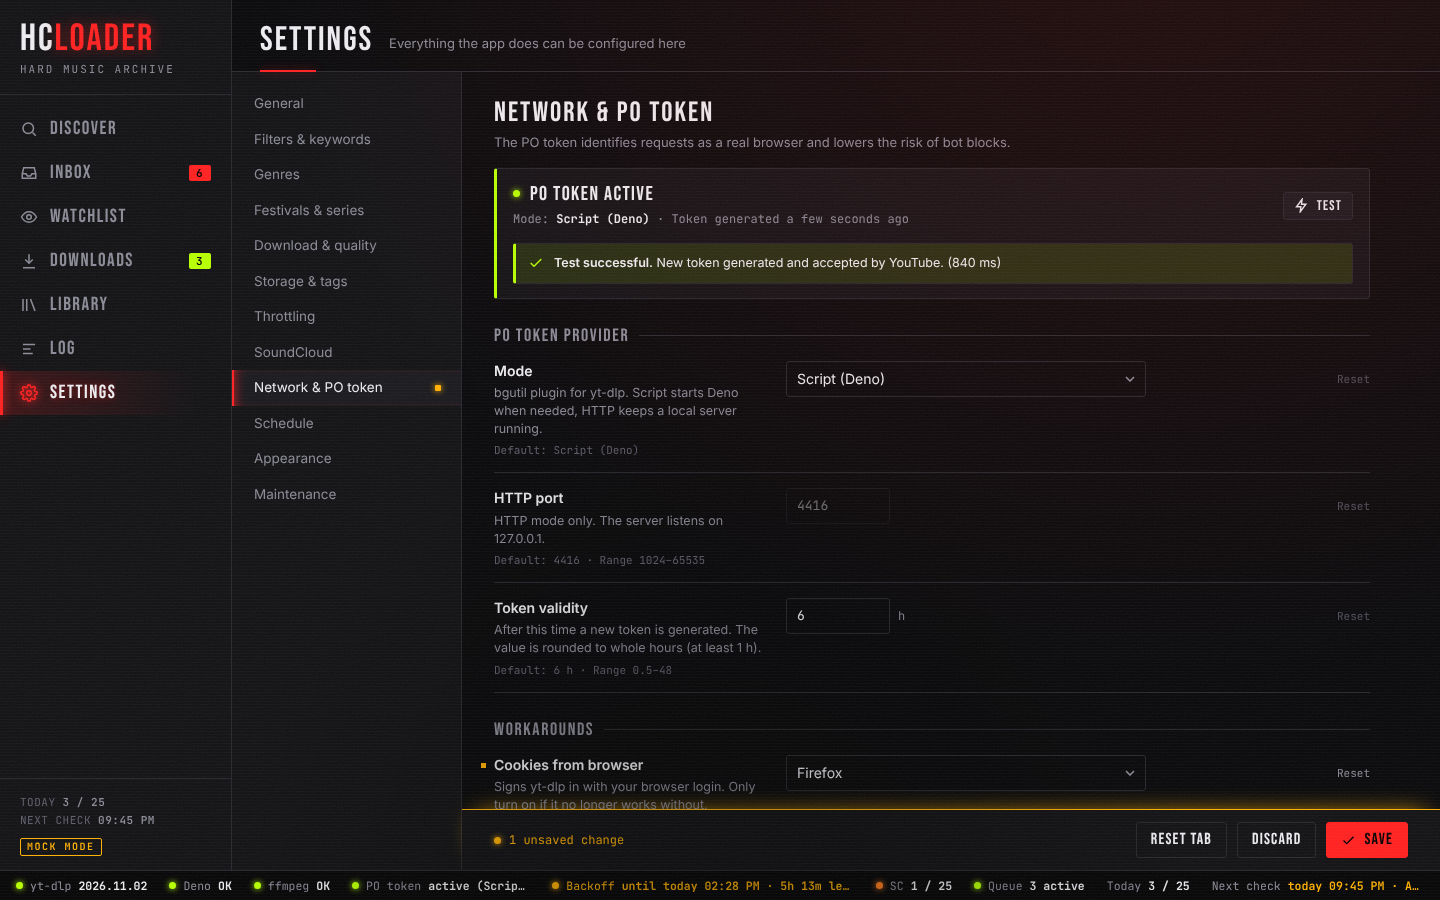 HCLOADER
HARD MUSIC ARCHIVE
DISCOVER
INBOX 6
WATCHLIST
DOWNLOADS 3
LIBRARY
LOG
SETTINGS
TODAY 3 / 25
NEXT CHECK 09:45 PM
MOCK MODE
SETTINGS Everything the app does can be configured here
General
Filters & keywords
Genres
Festivals & series
Download & quality
Storage & tags
Throttling
SoundCloud
Network & PO token
Schedule
Appearance
Maintenance
NETWORK & PO TOKEN
The PO token identifies requests as a real browser and lowers the risk of bot blocks.
PO TOKEN ACTIVE
Mode: Script (Deno) · Token generated a few seconds ago
TEST
Test successful. New token generated and accepted by YouTube. (840 ms)
PO TOKEN PROVIDER
Mode
bgutil plugin for yt-dlp. Script starts Deno
when needed, HTTP keeps a local server
running.
Default: Script (Deno)
Script (Deno)
Reset
HTTP port
HTTP mode only. The server listens on
127.0.0.1.
Default: 4416 · Range 1024–65535
4416
Reset
Token validity
After this time a new token is generated. The
value is rounded to whole hours (at least 1 h).
Default: 6 h · Range 0.5–48
6 h
Reset
WORKAROUNDS
Cookies from browser
Signs yt-dlp in with your browser login. Only
turn on if it no longer works without.
Firefox
Reset
1 unsaved change
RESET TAB
DISCARD
SAVE
yt-dlp 2026.11.02 Deno OK ffmpeg OK PO token active (Scrip… Backoff until today 02:28 PM · 5h 13m le… SC 1 / 25 Queue 3 active Today 3 / 25 Next check today 09:45 PM · A…